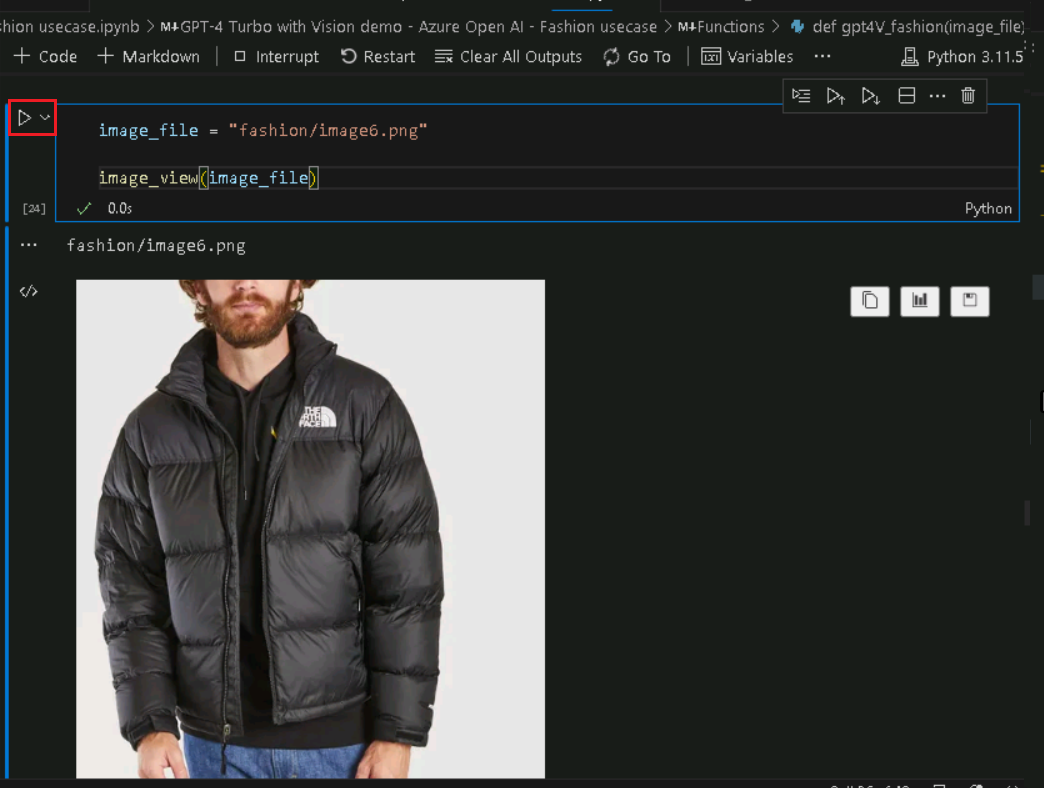 shion usecase.ipynb > M↓GPT-4 Turbo with Vision demo - Azure Open AI - Fashion usecase > M↓Functions > def gpt4V_fashion(image_file)
+ Code + Markdown | Interrupt Restart Clear All Outputs Go To | Variables ... Python 3.11.5
image_file = "fashion/image6.png"
image_view(image_file)
[24] 0.0s Python
... fashion/image6.png
THE
NORTH
FACE